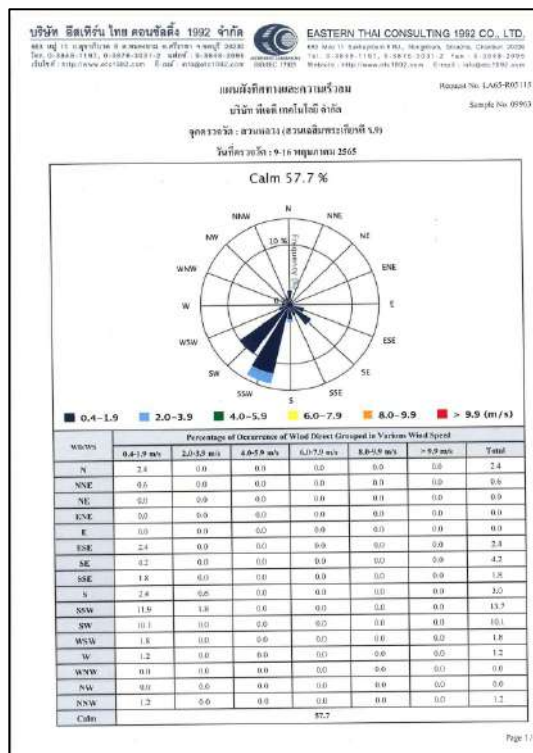 บริษัท อีสเทิร์น ไทย คอนซัลติ้ง 1992 จำกัด
EASTERN THAI CONSULTING 1992 CO., LTD.
แผนผังทิศทางและความเร็วลม
Request No. LA65-R05115
บริษัท พีเจที เทคโนโลยี จำกัด
Sample No. 09963
จุดตรวจวัด : สวนหลวง (สวนเฉลิมพระเกียรติ ร.9)
วันที่ตรวจวัด : 9-16 พฤษภาคม 2565
Calm 57.7 %
N
NNW
NNE
NW
NE
10 %
Frequency (%)
WNW
ENE
W
0
E
WSW
ESE
SW
SE
SSW
SSE
S
0.4-1.9 2.0-3.9 4.0-5.9 6.0-7.9 8.0-9.9 > 9.9 (m/s)
WD/WS Percentage of Occurrence of Wind Direct Grouped in Various Wind Speed
0.4-1.9 m/s 2.0-3.9 m/s 4.0-5.9 m/s 6.0-7.9 m/s 8.0-9.9 m/s > 9.9 m/s Total
N 2.4 0.0 0.0 0.0 0.0 0.0 2.4
NNE 0.6 0.0 0.0 0.0 0.0 0.0 0.6
NE 0.0 0.0 0.0 0.0 0.0 0.0 0.0
ENE 0.0 0.0 0.0 0.0 0.0 0.0 0.0
E 0.0 0.0 0.0 0.0 0.0 0.0 0.0
ESE 2.4 0.0 0.0 0.0 0.0 0.0 2.4
SE 4.2 0.0 0.0 0.0 0.0 0.0 4.2
SSE 1.8 0.0 0.0 0.0 0.0 0.0 1.8
S 2.4 0.6 0.0 0.0 0.0 0.0 3.0
SSW 11.9 1.8 0.0 0.0 0.0 0.0 13.7
SW 10.1 0.0 0.0 0.0 0.0 0.0 10.1
WSW 1.8 0.0 0.0 0.0 0.0 0.0 1.8
W 1.2 0.0 0.0 0.0 0.0 0.0 1.2
WNW 0.0 0.0 0.0 0.0 0.0 0.0 0.0
NW 0.0 0.0 0.0 0.0 0.0 0.0 0.0
NNW 1.2 0.0 0.0 0.0 0.0 0.0 1.2
Calm 57.7
Page 1/